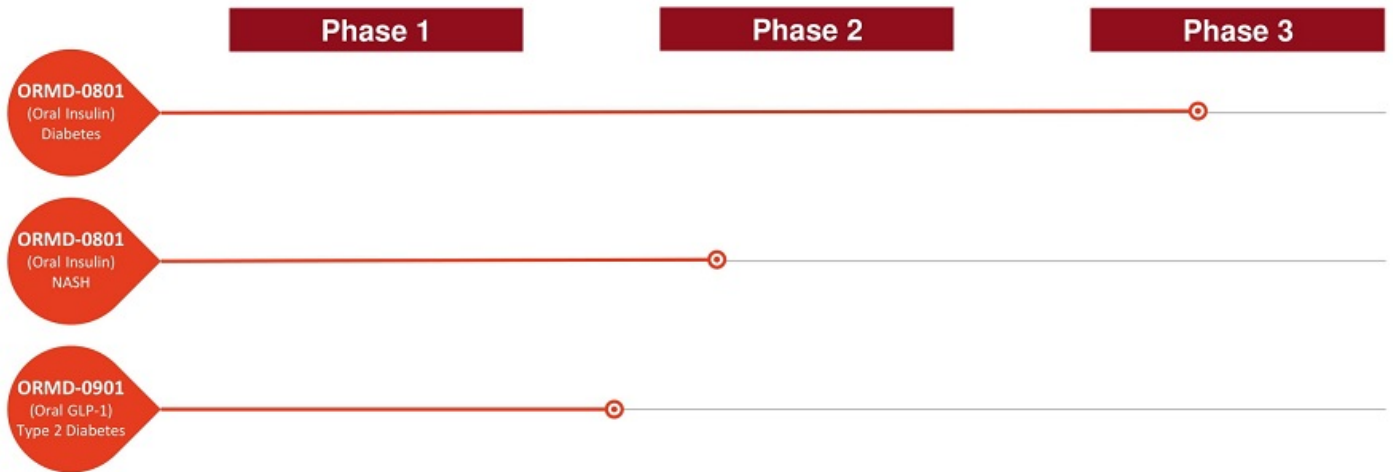 Phase 1 Phase 2 Phase 3
ORMD-0801
(Oral Insulin)
Diabetes
ORMD-0801
(Oral Insulin)
NASH
ORMD-0901
(Oral GLP-1)
Type 2 Diabetes